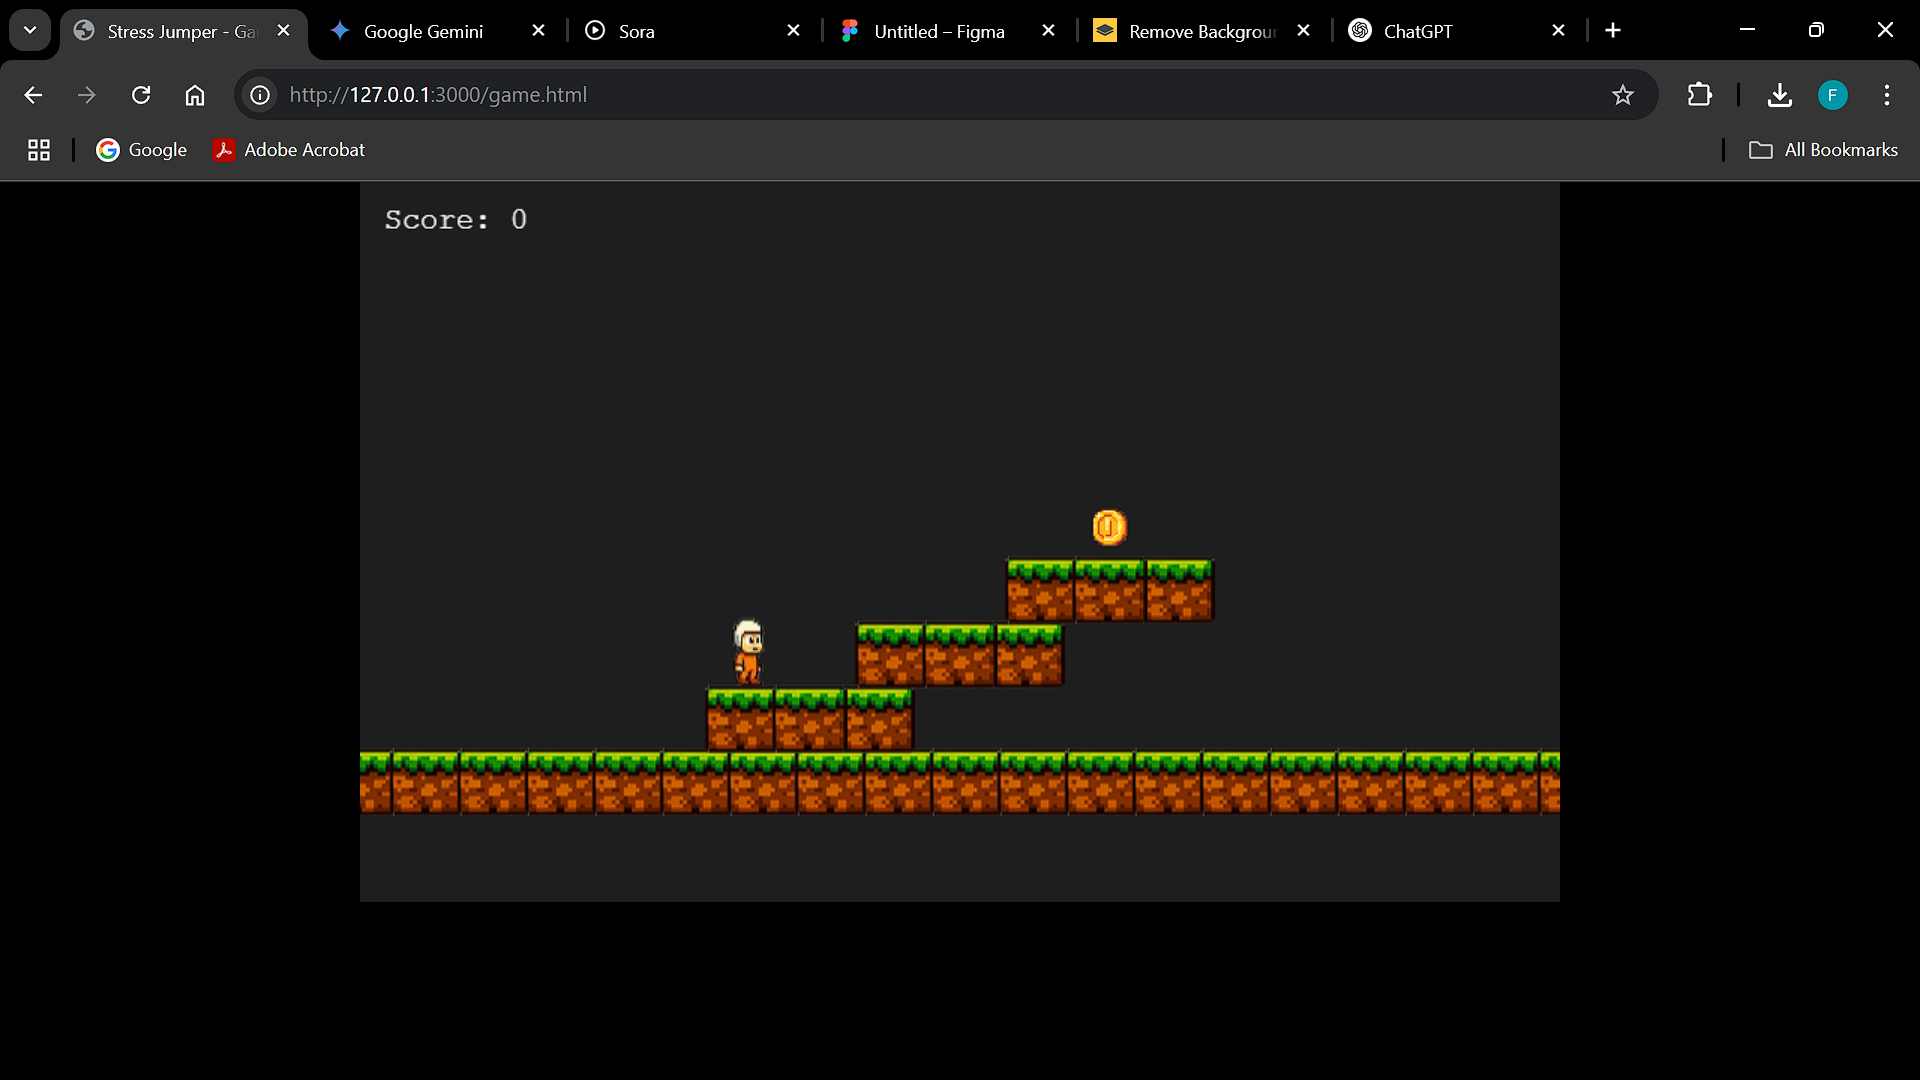 Stress Jumper - Ga
Google Gemini
Sora
Untitled – Figma
Remove Backgrou
ChatGPT
http://127.0.0.1:3000/game.html
F
Google
Adobe Acrobat
All Bookmarks
Score: 0